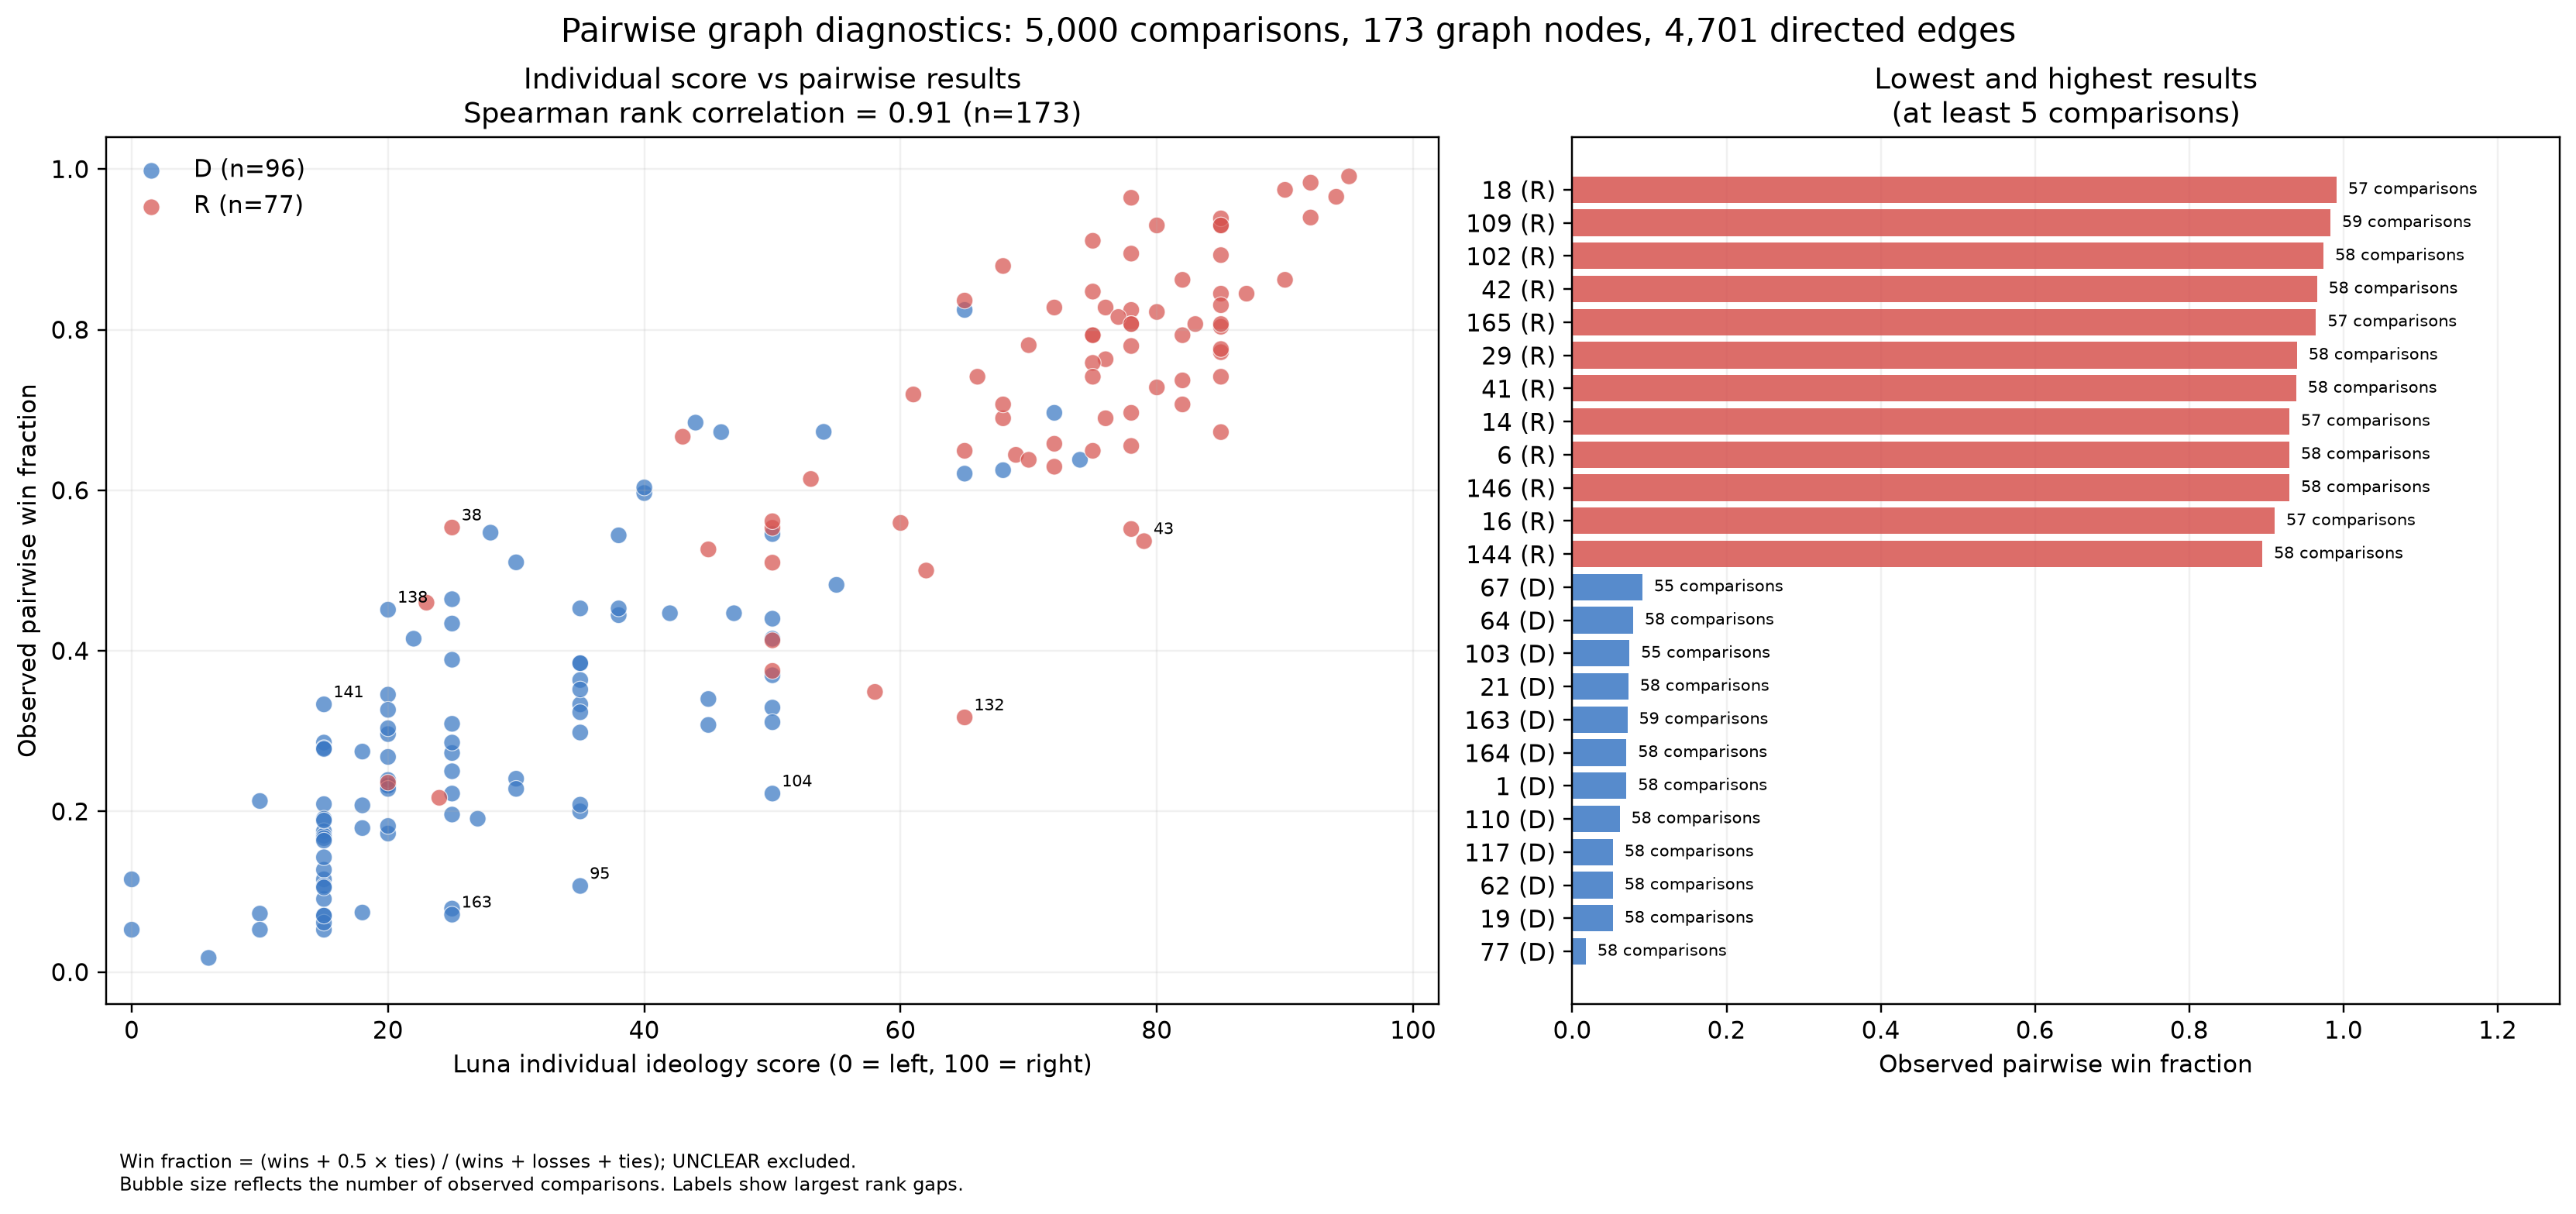 Pairwise graph diagnostics: 5,000 comparisons, 173 graph nodes, 4,701 directed edges
Individual score vs pairwise results
Spearman rank correlation = 0.91 (n=173)
D (n=96)
R (n=77)
Observed pairwise win fraction
1.0
0.8
0.6
0.4
0.2
0.0
38
43
138
141
132
104
95
163
0
20
40
60
80
100
Luna individual ideology score (0 = left, 100 = right)
Lowest and highest results
(at least 5 comparisons)
18 (R) 57 comparisons
109 (R) 59 comparisons
102 (R) 58 comparisons
42 (R) 58 comparisons
165 (R) 57 comparisons
29 (R) 58 comparisons
41 (R) 58 comparisons
14 (R) 57 comparisons
6 (R) 58 comparisons
146 (R) 58 comparisons
16 (R) 57 comparisons
144 (R) 58 comparisons
67 (D) 55 comparisons
64 (D) 58 comparisons
103 (D) 55 comparisons
21 (D) 58 comparisons
163 (D) 59 comparisons
164 (D) 58 comparisons
1 (D) 58 comparisons
110 (D) 58 comparisons
117 (D) 58 comparisons
62 (D) 58 comparisons
19 (D) 58 comparisons
77 (D) 58 comparisons
0.0
0.2
0.4
0.6
0.8
1.0
1.2
Observed pairwise win fraction
Win fraction = (wins + 0.5 × ties) / (wins + losses + ties); UNCLEAR excluded.
Bubble size reflects the number of observed comparisons. Labels show largest rank gaps.